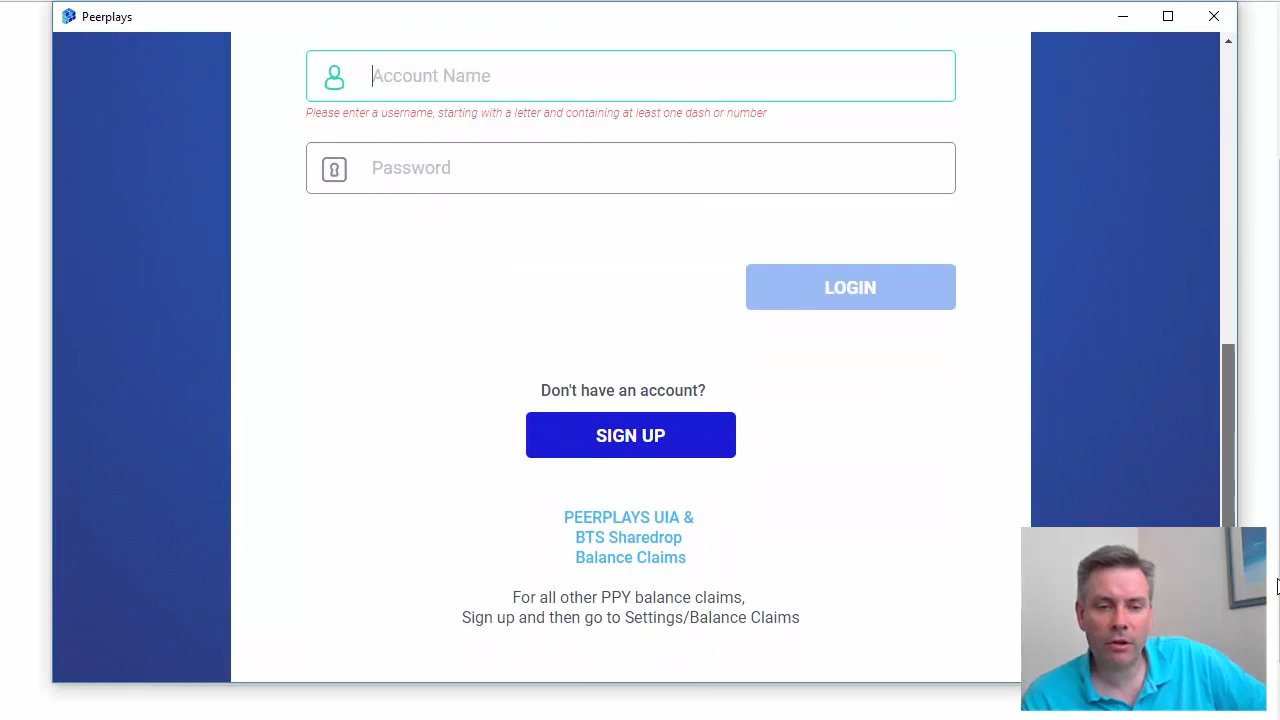 Peerplays
Account Name
Please enter a username, starting with a letter and containing at least one dash or number
Password
LOGIN
Don't have an account?
SIGN UP
PEERPLAYS UIA &
BTS Sharedrop
Balance Claims
For all other PPY balance claims,
Sign up and then go to Settings/Balance Claims